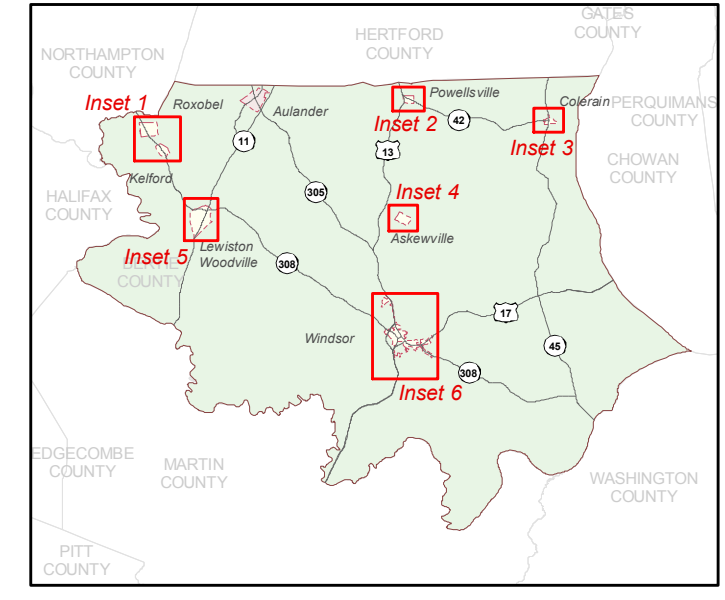 GATES
COUNTY
HERTFORD
COUNTY
NORTHAMPTON
COUNTY
Inset 1
Roxobel
Aulander
Powellsville
Colerain
PERQUIMANS
COUNTY
Inset 2
42
Inset 3
11
13
CHOWAN
COUNTY
Kelford
HALIFAX
COUNTY
305
Inset 4
Askewville
Inset 5
Lewiston
Woodville
BERTIE
COUNTY
308
17
Windsor
45
308
Inset 6
EDGECOMBE
COUNTY
MARTIN
COUNTY
WASHINGTON
COUNTY
PITT
COUNTY